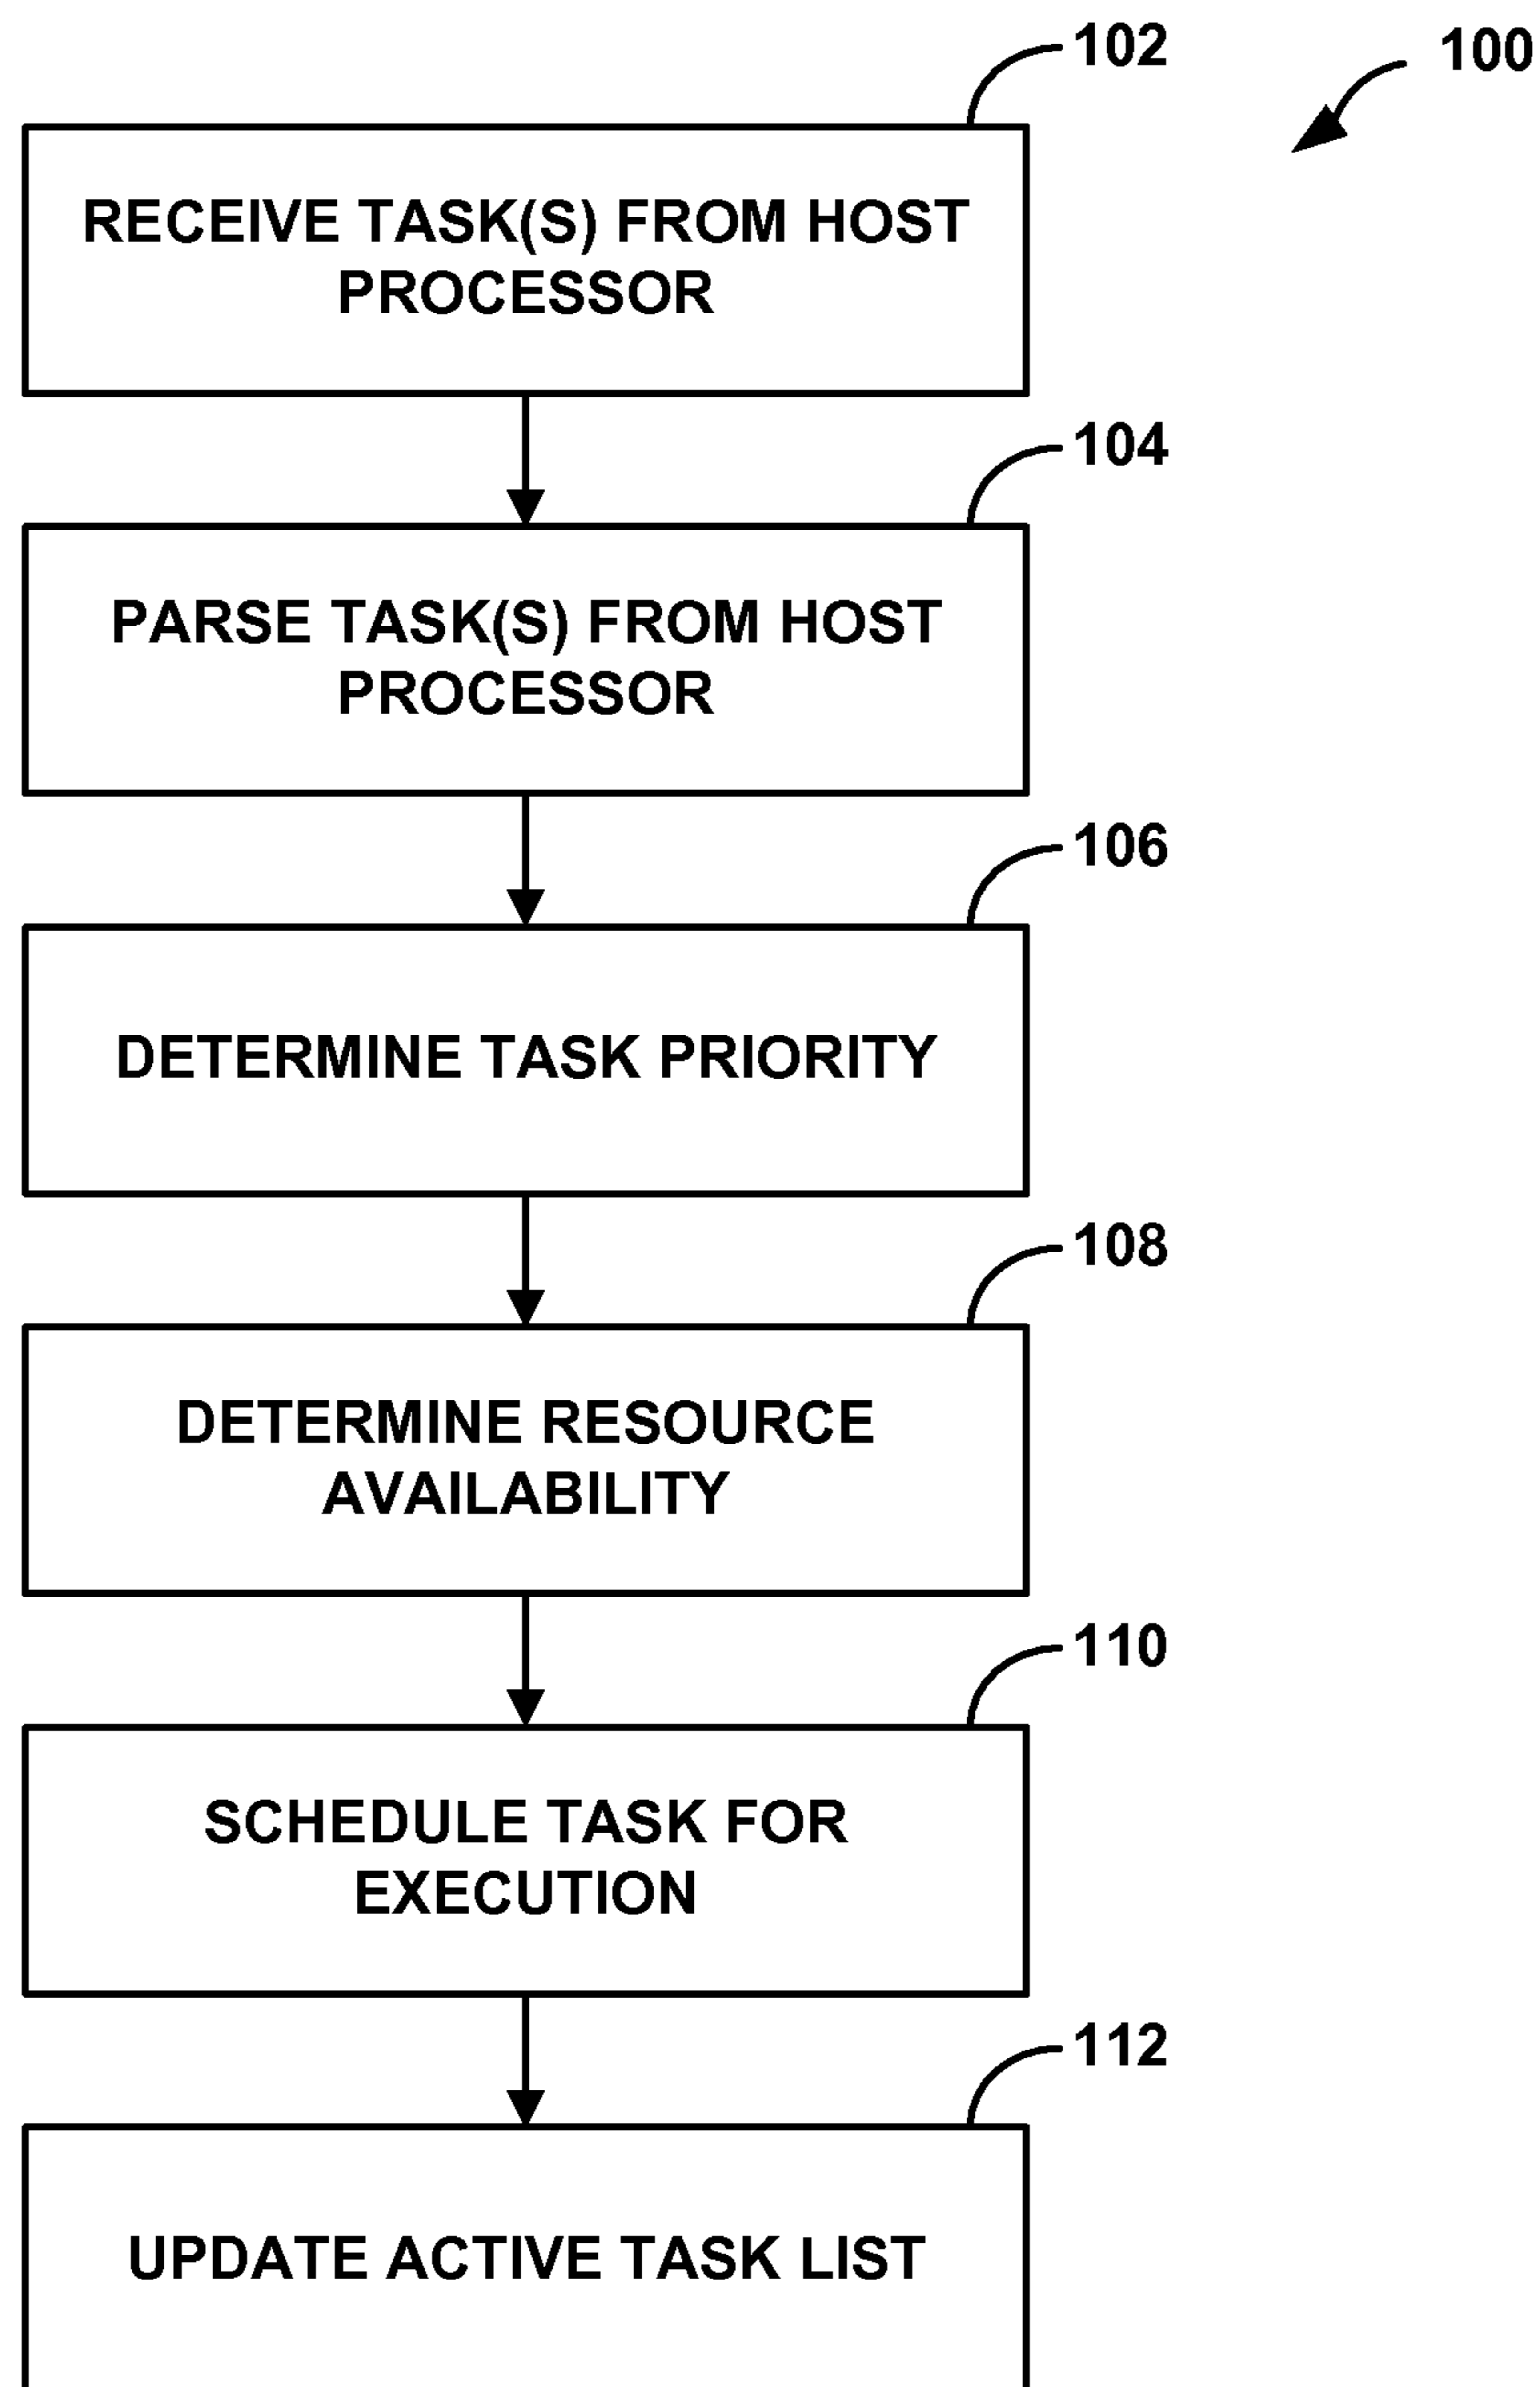 102
100
RECEIVE TASK(S) FROM HOST
PROCESSOR
104
PARSE TASK(S) FROM HOST
PROCESSOR
106
DETERMINE TASK PRIORITY
108
DETERMINE RESOURCE
AVAILABILITY
110
SCHEDULE TASK FOR
EXECUTION
112
UPDATE ACTIVE TASK LIST